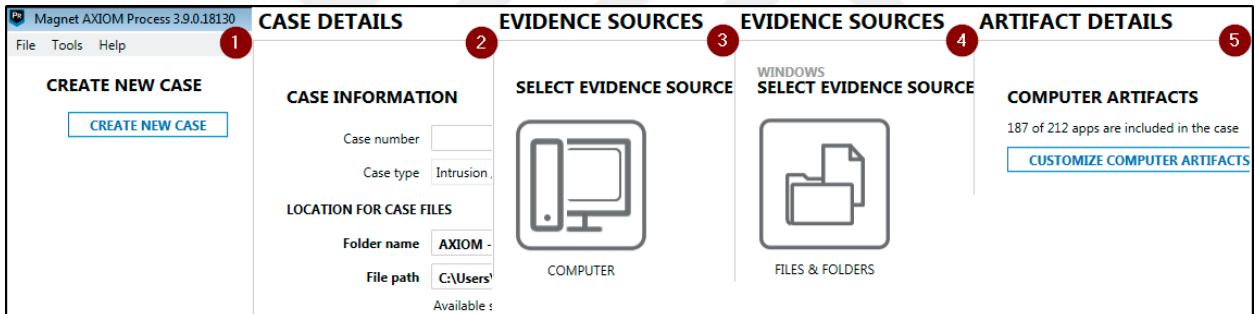 Magnet AXIOM Process 3.9.0.18130
File Tools Help
1
CREATE NEW CASE
CREATE NEW CASE
CASE DETAILS
2
CASE INFORMATION
Case number
Case type Intrusion
LOCATION FOR CASE FILES
Folder name AXIOM -
File path C:\Users\
Available s
EVIDENCE SOURCES
3
SELECT EVIDENCE SOURCE
COMPUTER
EVIDENCE SOURCES
4
WINDOWS
SELECT EVIDENCE SOURCE
FILES & FOLDERS
ARTIFACT DETAILS
5
COMPUTER ARTIFACTS
187 of 212 apps are included in the case
CUSTOMIZE COMPUTER ARTIFACTS